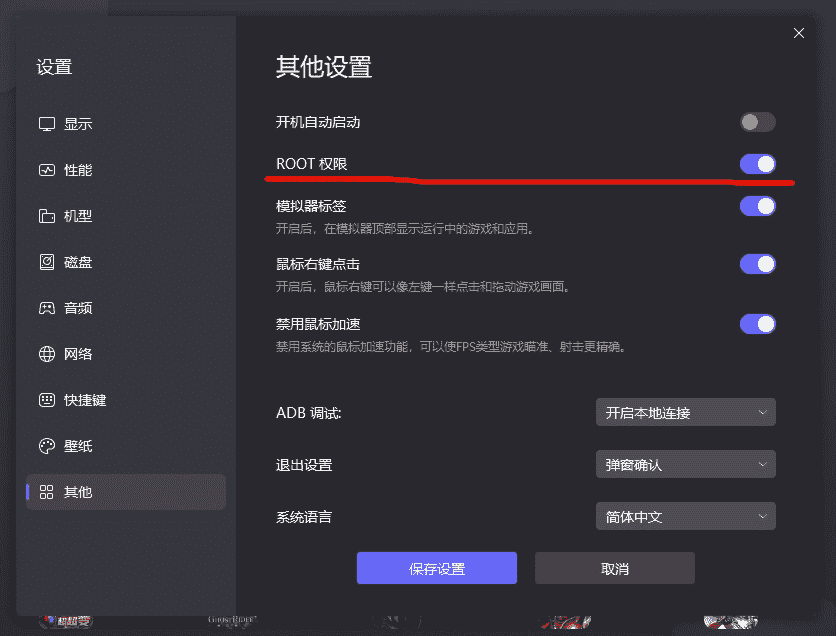 设置
显示
性能
机型
磁盘
音频
网络
快捷键
壁纸
其他
其他设置
开机自动启动
ROOT 权限
模拟器标签
开启后，在模拟器顶部显示运行中的游戏和应用。
鼠标右键点击
开启后，鼠标右键可以像左键一样点击和拖动游戏画面。
禁用鼠标加速
禁用系统的鼠标加速功能，可以使FPS类型游戏瞄准、射击更精确。
ADB 调试:
开启本地连接
退出设置
弹窗确认
系统语言
简体中文
保存设置
取消
GHOST RIDER